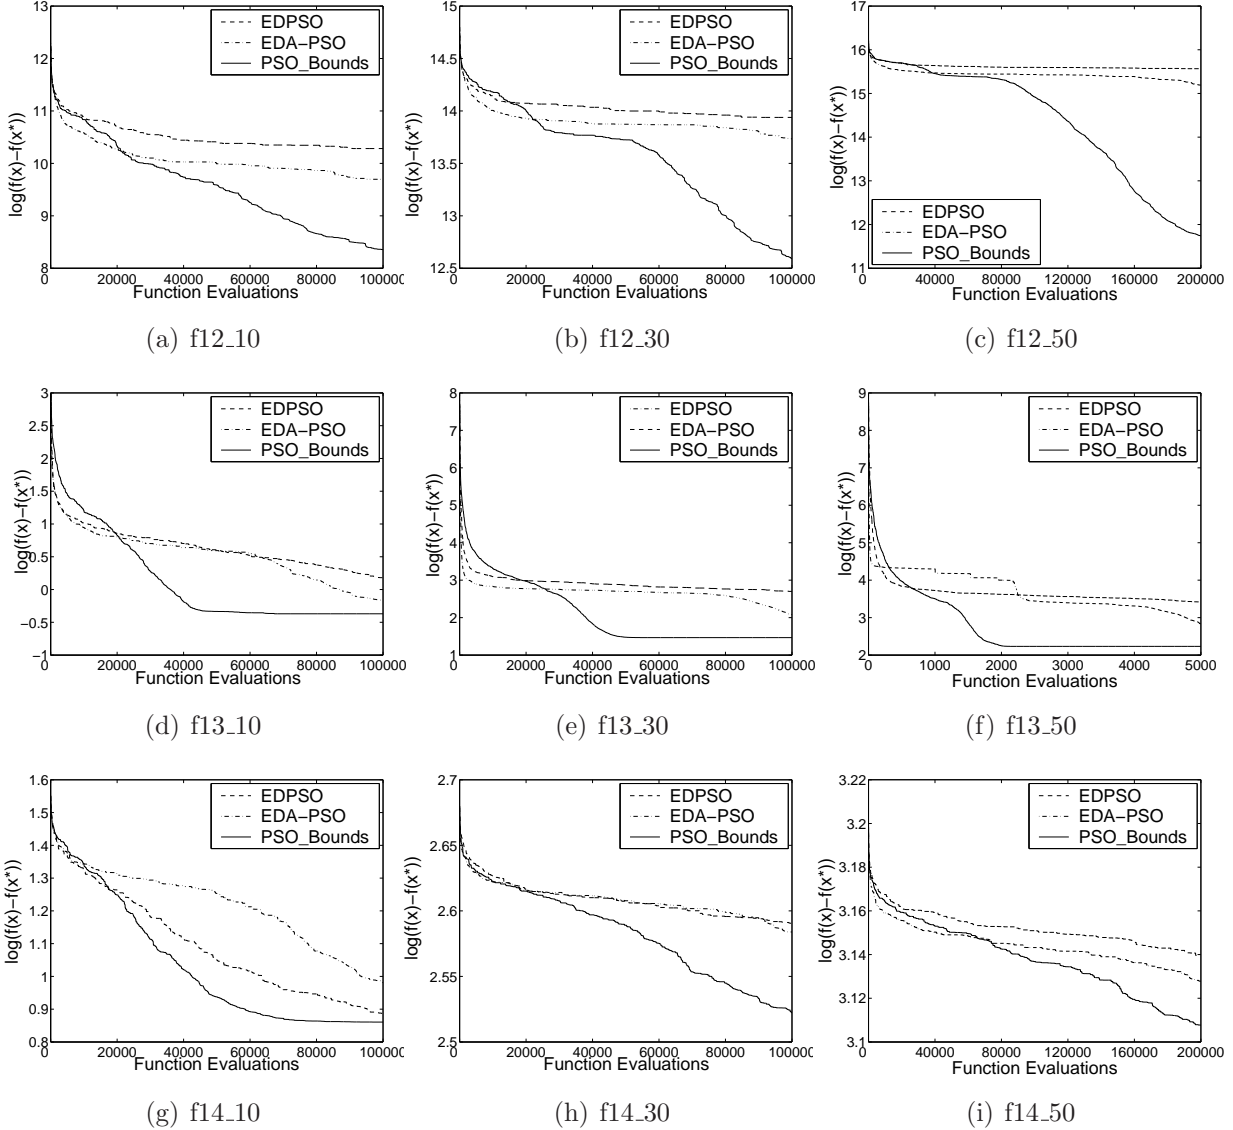 13
12
11
10
9
8
log(f(x)−f(x*))
EDPSO
EDA−PSO
PSO_Bounds
0 20000 40000 60000 80000 100000
Function Evaluations
(a) f12_10
15
14.5
14
13.5
13
12.5
log(f(x)−f(x*))
EDPSO
EDA−PSO
PSO_Bounds
0 20000 40000 60000 80000 100000
Function Evaluations
(b) f12_30
17
16
15
14
13
12
11
log(f(x)−f(x*))
EDPSO
EDA−PSO
PSO_Bounds
0 40000 80000 120000 160000 200000
Function Evaluations
(c) f12_50
3
2.5
2
1.5
1
0.5
0
−0.5
−1
log(f(x)−f(x*))
EDPSO
EDA−PSO
PSO_Bounds
0 20000 40000 60000 80000 100000
Function Evaluations
(d) f13_10
8
7
6
5
4
3
2
1
log(f(x)−f(x*))
EDPSO
EDA−PSO
PSO_Bounds
0 20000 40000 60000 80000 100000
Function Evaluations
(e) f13_30
9
8
7
6
5
4
3
2
log(f(x)−f(x*))
EDPSO
EDA−PSO
PSO_Bounds
0 1000 2000 3000 4000 5000
Function Evaluations
(f) f13_50
1.6
1.5
1.4
1.3
1.2
1.1
1
0.9
0.8
log(f(x)−f(x*))
EDPSO
EDA−PSO
PSO_Bounds
0 20000 40000 60000 80000 100000
Function Evaluations
(g) f14_10
2.7
2.65
2.6
2.55
2.5
log(f(x)−f(x*))
EDPSO
EDA−PSO
PSO_Bounds
0 20000 40000 60000 80000 100000
Function Evaluations
(h) f14_30
3.22
3.2
3.18
3.16
3.14
3.12
3.1
log(f(x)−f(x*))
EDPSO
EDA−PSO
PSO_Bounds
0 40000 80000 120000 160000 200000
Function Evaluations
(i) f14_50